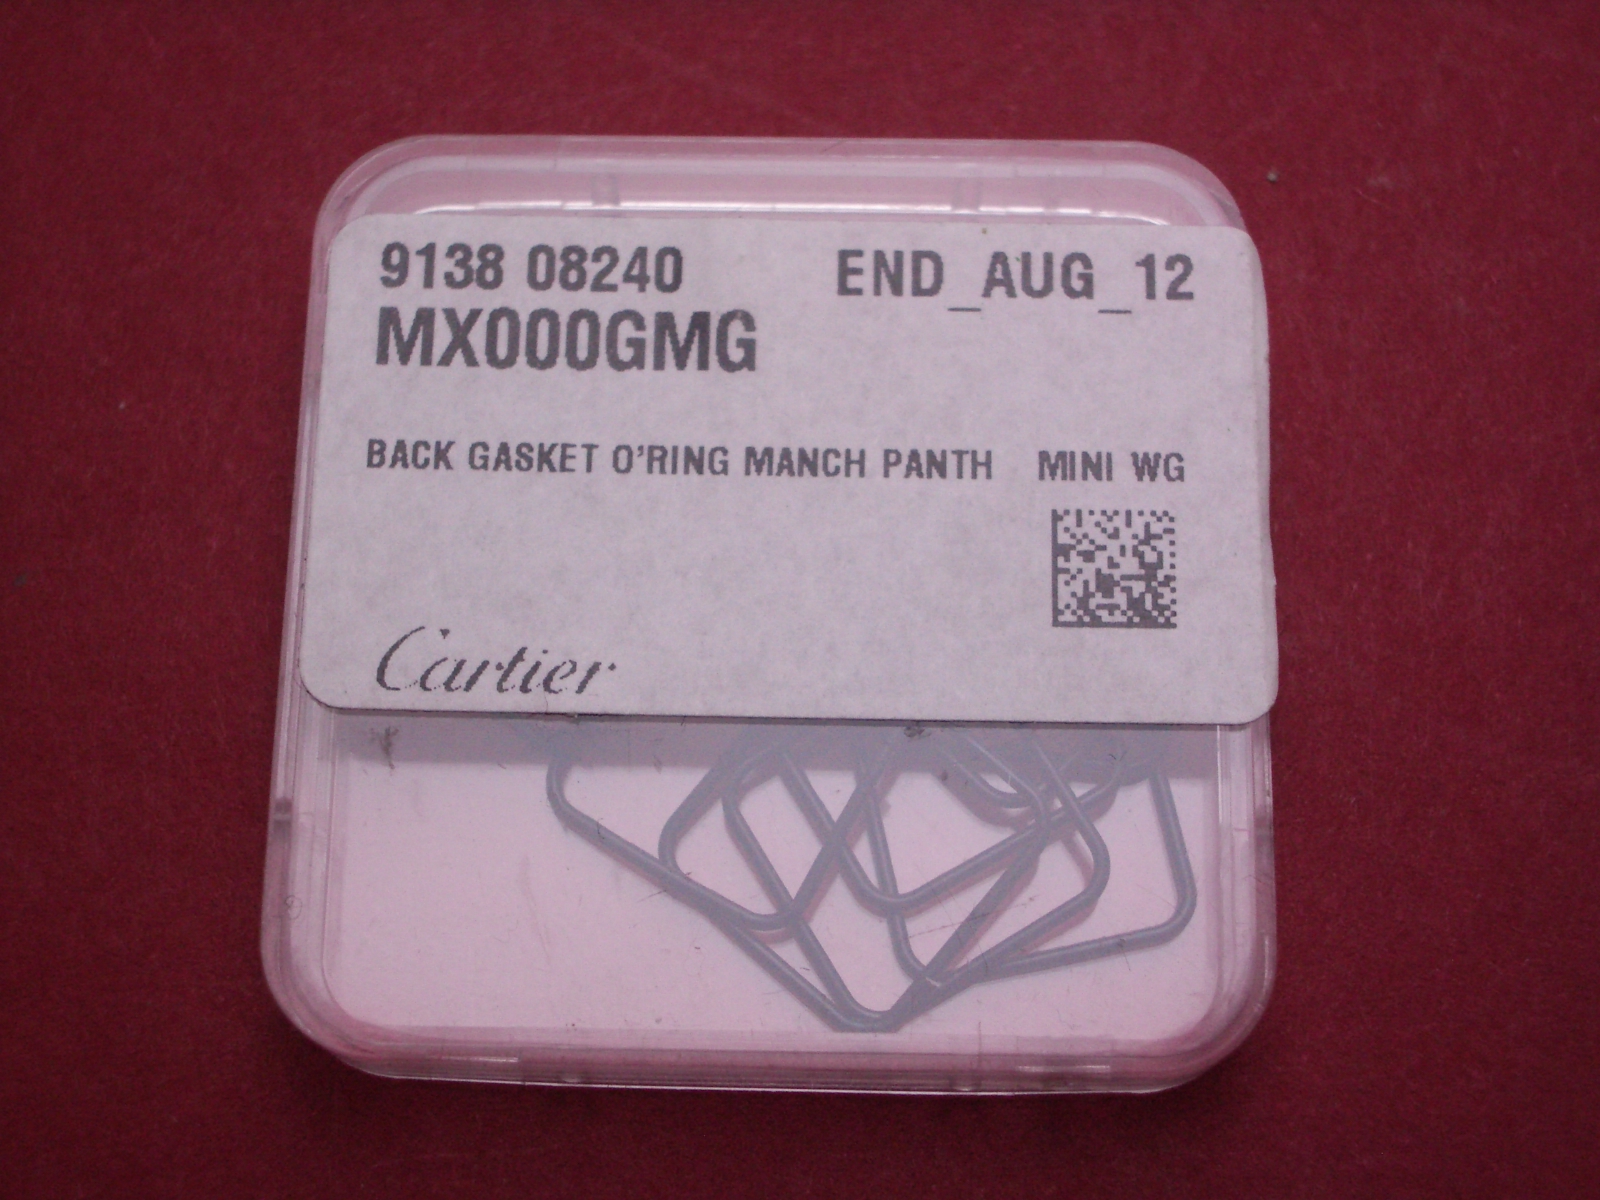 9138 08240 END_AUG_12
MX000GMG
BACK GASKET O'RING MANCH PANTH MINI WG
Cartier